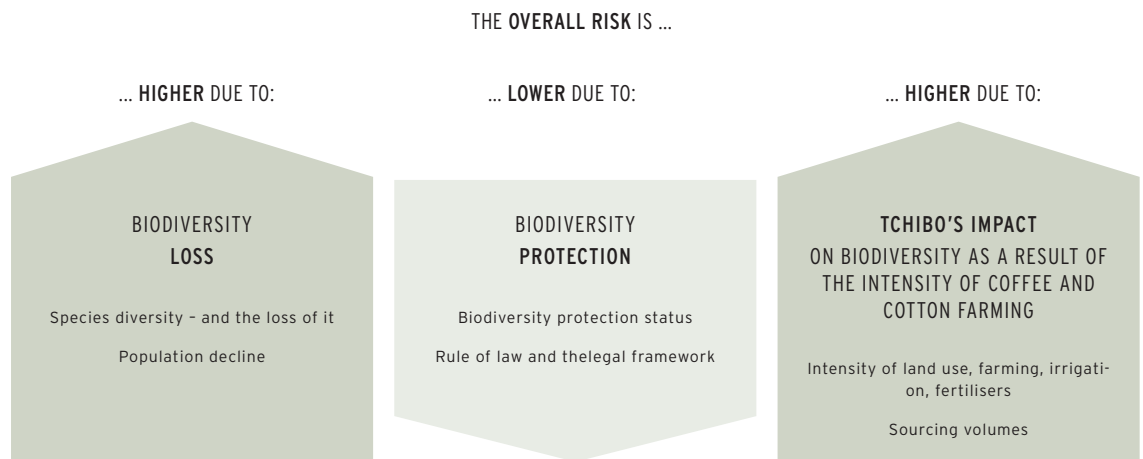 THE OVERALL RISK IS ...
... HIGHER DUE TO:
... LOWER DUE TO:
... HIGHER DUE TO:
BIODIVERSITY
LOSS
Species diversity – and the loss of it
Population decline
BIODIVERSITY
PROTECTION
Biodiversity protection status
Rule of law and thelegal framework
TCHIBO'S IMPACT
ON BIODIVERSITY AS A RESULT OF
THE INTENSITY OF COFFEE AND
COTTON FARMING
Intensity of land use, farming, irrigati-
on, fertilisers
Sourcing volumes